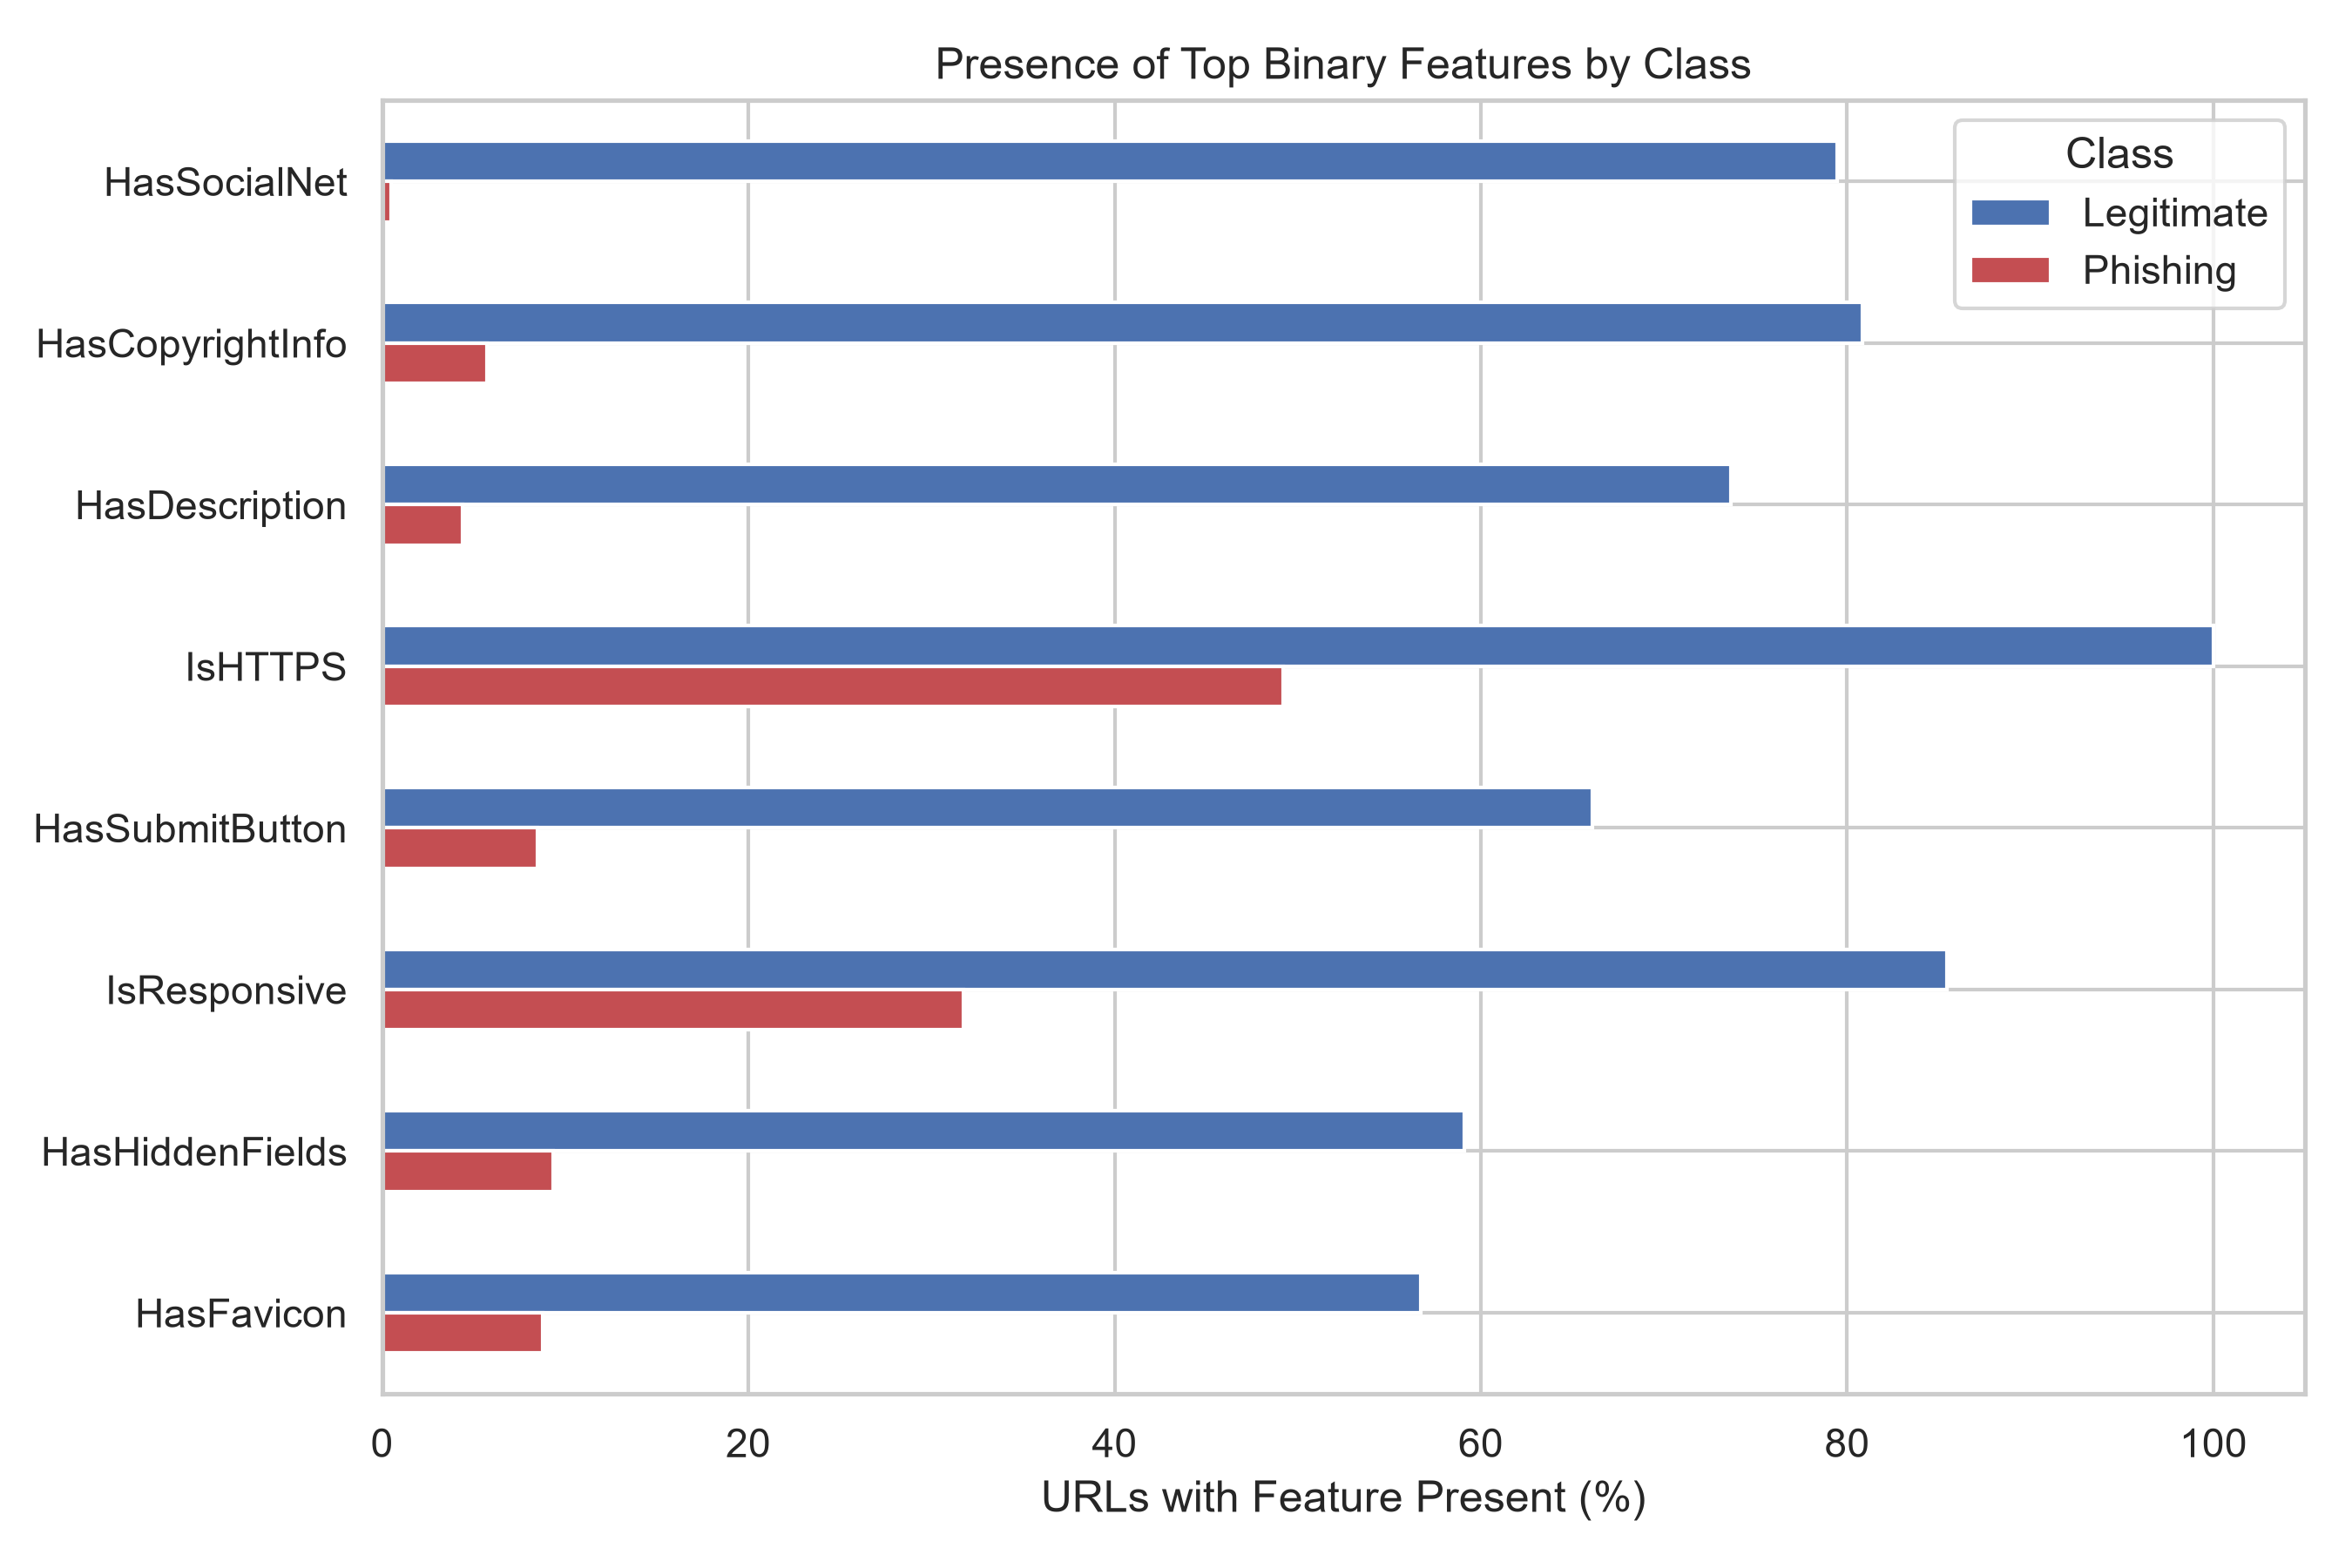 Presence of Top Binary Features by Class
Class
Legitimate
Phishing
HasSocialNet
HasCopyrightInfo
HasDescription
IsHTTPS
HasSubmitButton
IsResponsive
HasHiddenFields
HasFavicon
0 20 40 60 80 100
URLs with Feature Present (%)